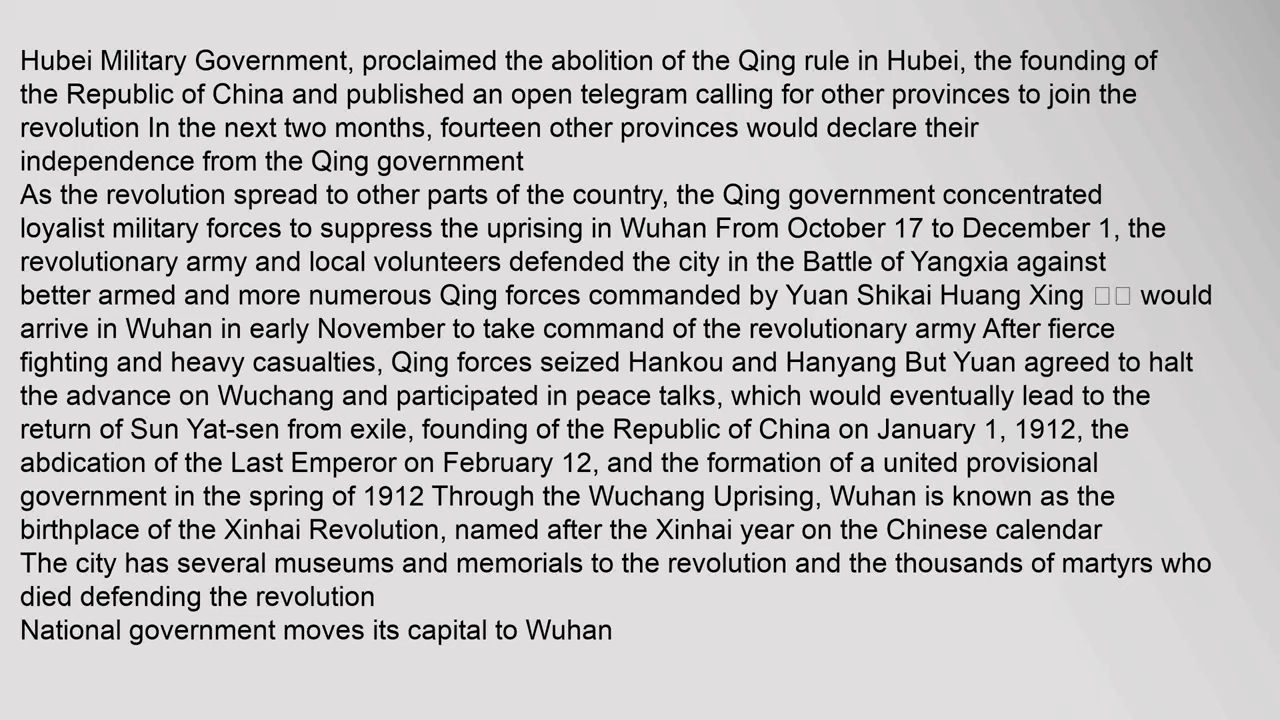 Hubei Military Government, proclaimed the abolition of the Qing rule in Hubei, the founding of
the Republic of China and published an open telegram calling for other provinces to join the
revolution In the next two months, fourteen other provinces would declare their
independence from the Qing government
As the revolution spread to other parts of the country, the Qing government concentrated
loyalist military forces to suppress the uprising in Wuhan From October 17 to December 1, the
revolutionary army and local volunteers defended the city in the Battle of Yangxia against
better armed and more numerous Qing forces commanded by Yuan Shikai Huang Xing □□ would
arrive in Wuhan in early November to take command of the revolutionary army After fierce
fighting and heavy casualties, Qing forces seized Hankou and Hanyang But Yuan agreed to halt
the advance on Wuchang and participated in peace talks, which would eventually lead to the
return of Sun Yat-sen from exile, founding of the Republic of China on January 1, 1912, the
abdication of the Last Emperor on February 12, and the formation of a united provisional
government in the spring of 1912 Through the Wuchang Uprising, Wuhan is known as the
birthplace of the Xinhai Revolution, named after the Xinhai year on the Chinese calendar
The city has several museums and memorials to the revolution and the thousands of martyrs who
died defending the revolution
National government moves its capital to Wuhan